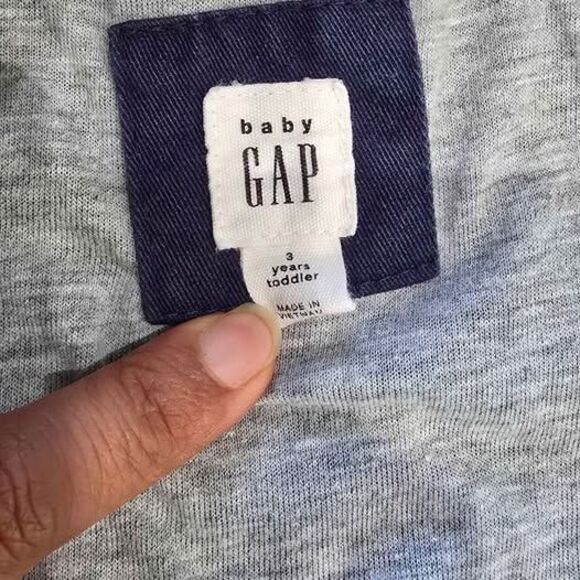 baby
GAP
3
years
toddler
MADE IN
VIETNAM